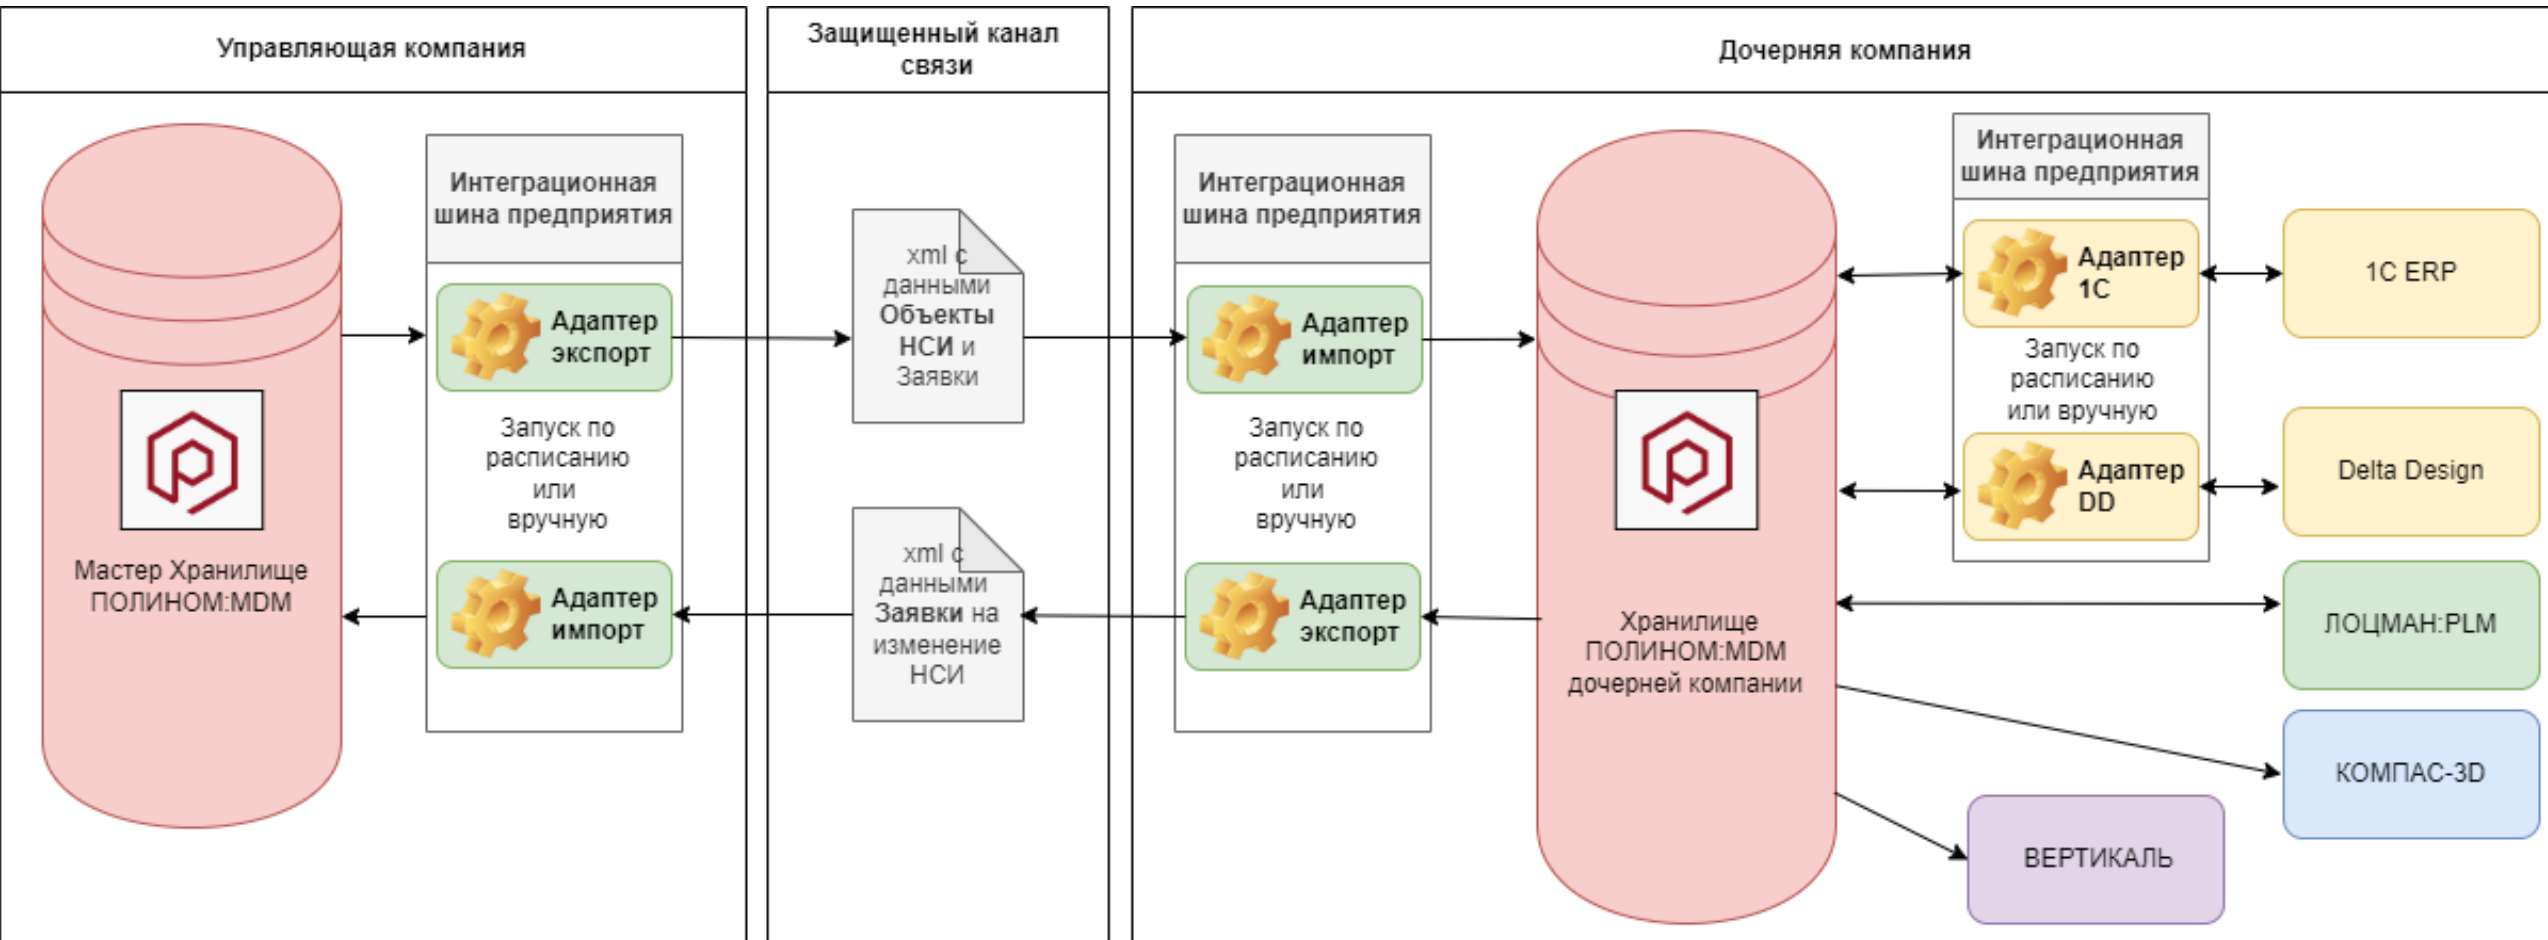 Управляющая компания
Защищенный канал
связи
Дочерняя компания
Интеграционная
шина предприятия
Адаптер
экспорт
Запуск по
расписанию
или
вручную
Адаптер
импорт
Мастер Хранилище
ПОЛИНОМ:MDM
xml с
данными
Объекты
НСИ и
Заявки
xml с
данными
Заявки на
изменение
НСИ
Интеграционная
шина предприятия
Адаптер
импорт
Запуск по
расписанию
или
вручную
Адаптер
экспорт
Хранилище
ПОЛИНОМ:MDM
дочерней компании
Интеграционная
шина предприятия
Адаптер
1С
Запуск по
расписанию
или вручную
Адаптер
DD
1С ERP
Delta Design
ЛОЦМАН:PLM
КОМПАС-3D
ВЕРТИКАЛЬ